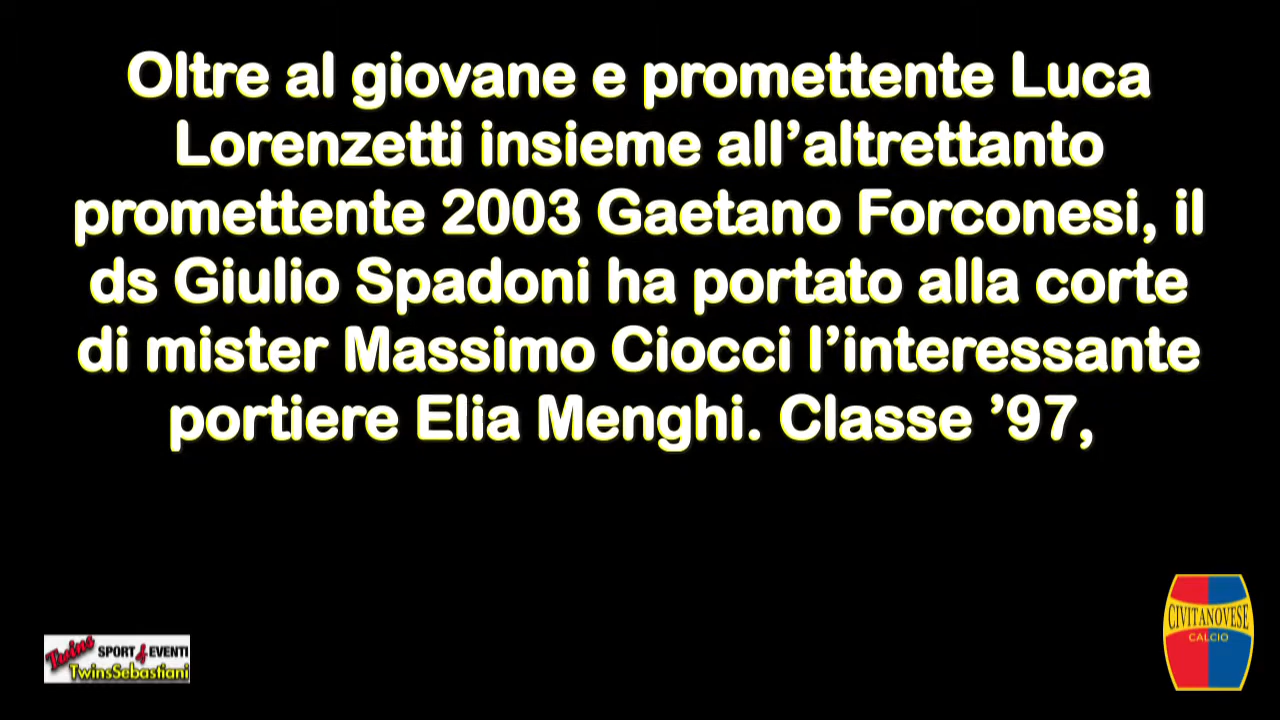 Oltre al giovane e promettente Luca
Lorenzetti insieme all’altrettanto
promettente 2003 Gaetano Forconesi, il
ds Giulio Spadoni ha portato alla corte
di mister Massimo Ciocci l’interessante
portiere Elia Menghi. Classe ’97,
Twins SPORT & EVENTI
TwinsSebastiani
CIVITANOVESE
CALCIO